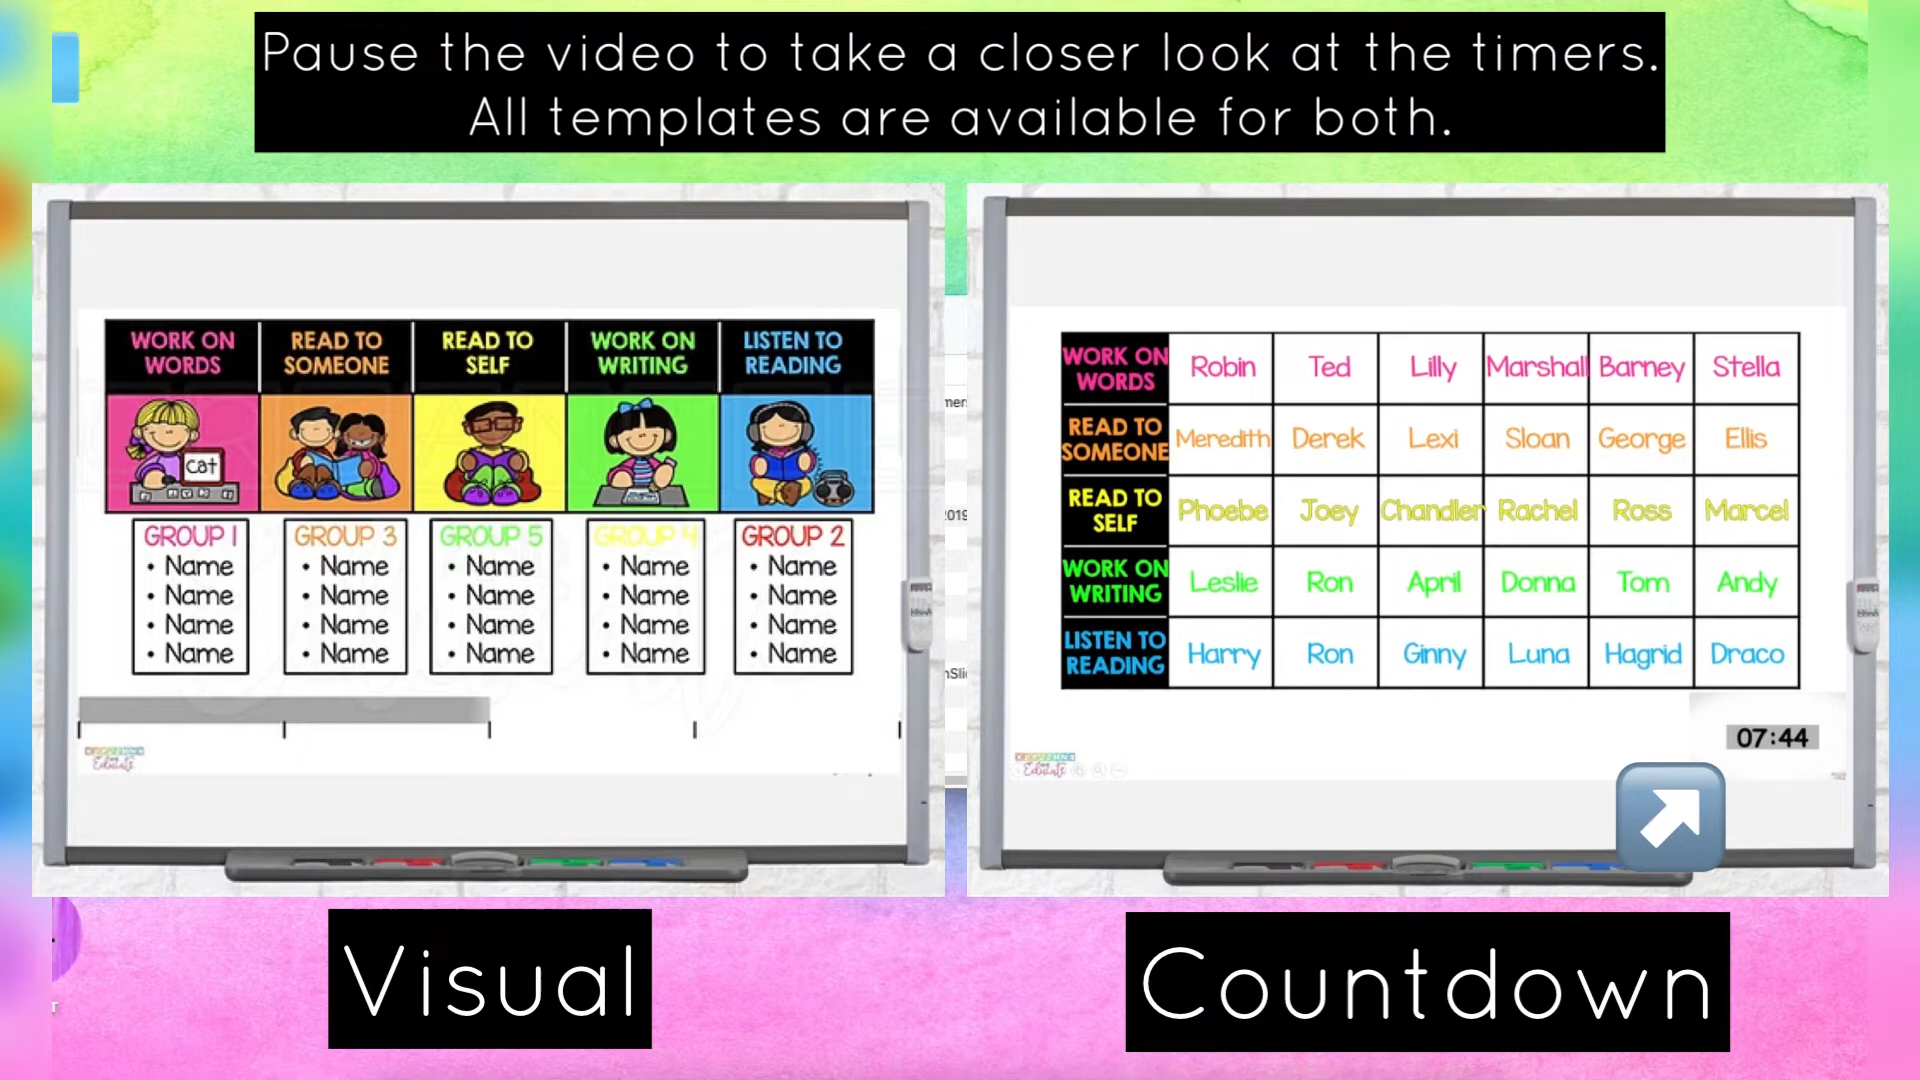 Pause the video to take a closer look at the timers.
All templates are available for both.
WORK ON WORDS
READ TO SOMEONE
READ TO SELF
WORK ON WRITING
LISTEN TO READING
cat
GROUP 1
• Name
• Name
• Name
• Name
GROUP 3
• Name
• Name
• Name
• Name
GROUP 5
• Name
• Name
• Name
• Name
GROUP 4
• Name
• Name
• Name
• Name
GROUP 2
• Name
• Name
• Name
• Name
Educate
WORK ON WORDS Robin Ted Lilly Marshall Barney Stella
READ TO SOMEONE Meredith Derek Lexi Sloan George Ellis
READ TO SELF Phoebe Joey Chandler Rachel Ross Marcel
WORK ON WRITING Leslie Ron April Donna Tom Andy
LISTEN TO READING Harry Ron Ginny Luna Hagrid Draco
07:44
Educate
2019
Visual
Countdown